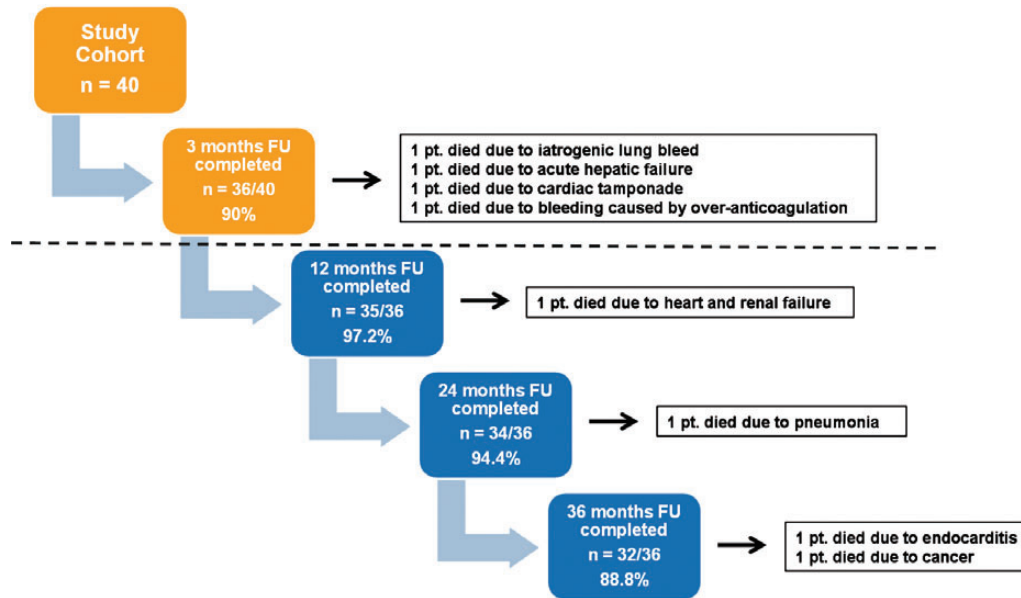 Study
Cohort
n = 40
3 months FU
completed
n = 36/40
90%
1 pt. died due to iatrogenic lung bleed
1 pt. died due to acute hepatic failure
1 pt. died due to cardiac tamponade
1 pt. died due to bleeding caused by over-anticoagulation
12 months FU
completed
n = 35/36
97.2%
1 pt. died due to heart and renal failure
24 months FU
completed
n = 34/36
94.4%
1 pt. died due to pneumonia
36 months FU
completed
n = 32/36
88.8%
1 pt. died due to endocarditis
1 pt. died due to cancer